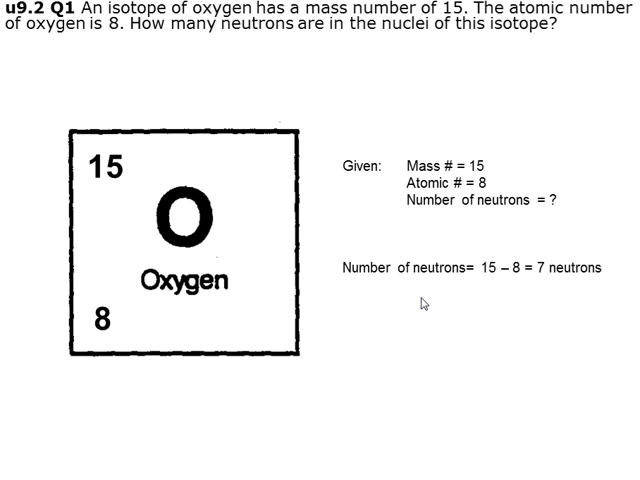 u9.2 Q1 An isotope of oxygen has a mass number of 15. The atomic number
of oxygen is 8. How many neutrons are in the nuclei of this isotope?
15
O
Oxygen
8
Given: Mass # = 15
Atomic # = 8
Number of neutrons = ?
Number of neutrons= 15 – 8 = 7 neutrons